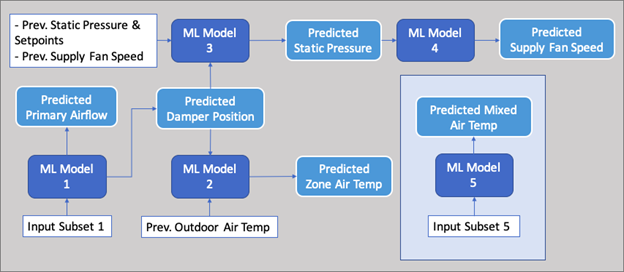 - Prev. Static Pressure &
Setpoints
- Prev. Supply Fan Speed
ML Model
3
Predicted
Static Pressure
ML Model
4
Predicted
Supply Fan Speed
Predicted
Primary Airflow
Predicted
Damper Position
Predicted Mixed
Air Temp
ML Model
1
ML Model
2
Predicted
Zone Air Temp
ML Model
5
Input Subset 1
Prev. Outdoor Air Temp
Input Subset 5